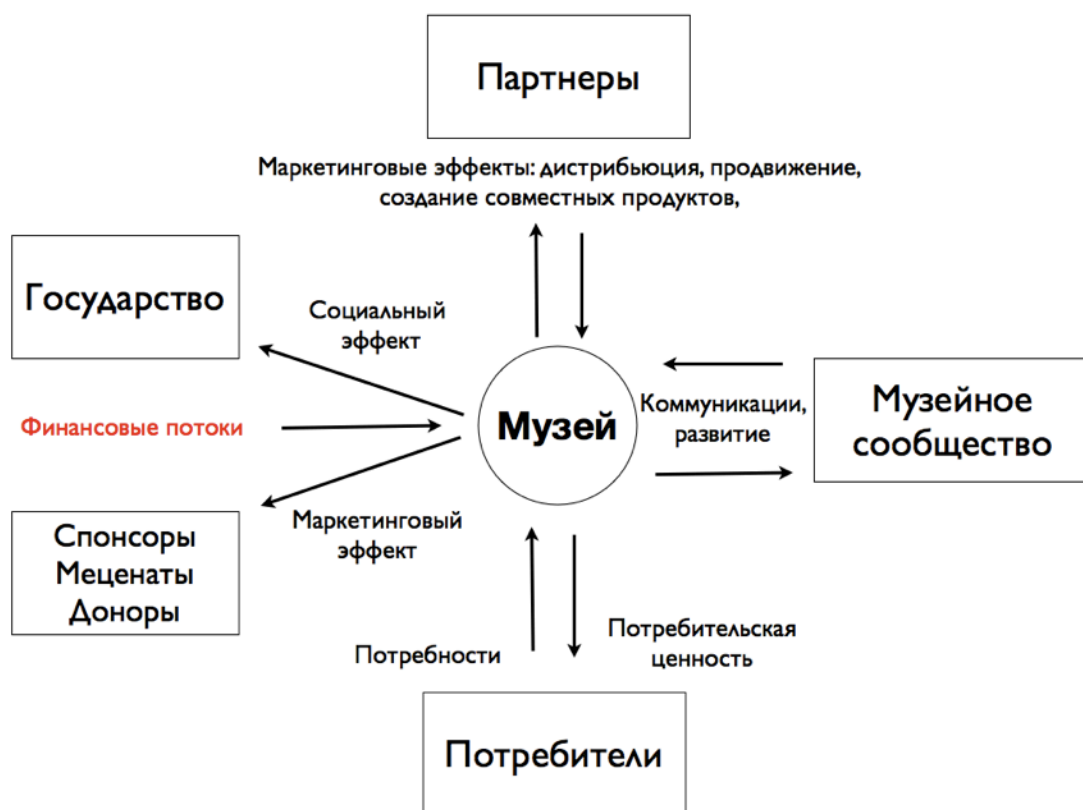 Партнеры
Маркетинговые эффекты: дистрибьюция, продвижение,
создание совместных продуктов,
Государство
Социальный
эффект
Финансовые потоки
Музей
Коммуникации,
развитие
Музейное
сообщество
Спонсоры
Меценаты
Доноры
Маркетинговый
эффект
Потребности
Потребительская
ценность
Потребители